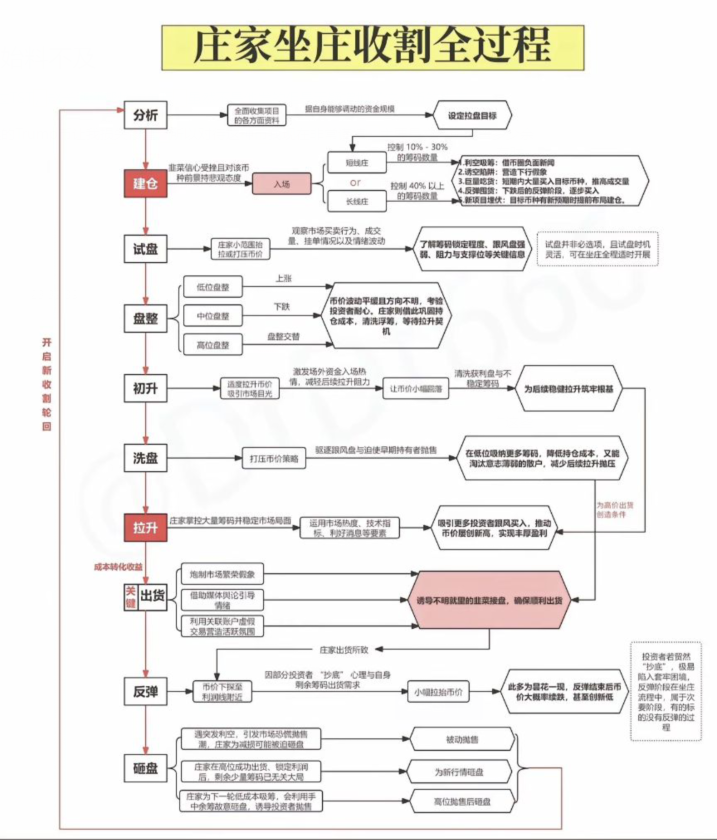 庄家坐庄收割全过程
分析
全面收集项目
的各方面资料
据自身能够调动的资金规模
设定拉盘目标
建仓
韭菜信心受挫且对该币
种前景持悲观态度
入场
短线庄
or
长线庄
控制 10% - 30%
的筹码数量
控制 40% 以上
的筹码数量
1.利空吸筹：借币圈负面新闻
2.诱空陷阱：营造下行假象
3.巨量吃货：短期内大量买入目标币种，推高成交量
4.反弹囤货：下跌后的反弹阶段，逐步买入
5.新项目埋伏：目标币种有新预期时提前布局建仓。
试盘
庄家小范围抬
拉或打压币价
观察市场买卖行为、成交
量、挂单情况以及情绪波动
了解筹码锁定程度、跟风盘强
弱、阻力与支撑位等关键信息
试盘并非必选项，且试盘时机
灵活，可在坐庄全程适时开展
盘整
低位盘整
中位盘整
高位盘整
上涨
下跌
盘整交替
币价波动平缓且方向不明，考验
投资者耐心。庄家则借此巩固持
仓成本，清洗浮筹，等待拉升契
机
初升
适度拉升币价
吸引市场目光
激发场外资金入场热
情，减轻后续拉升阻力
让币价小幅回落
清洗获利盘与不
稳定筹码
为后续稳健拉升筑牢根基
洗盘
打压币价策略
驱逐跟风盘与迫使早期持有者抛售
在低位吸纳更多筹码，降低持仓成本，又能
淘汰意志薄弱的散户，减少后续拉升抛压
为高价出货
创造条件
拉升
庄家掌控大量筹码并稳定市场局面
运用市场热度、技术指
标、利好消息等要素
吸引更多投资者跟风买入，推动
币价屡创新高，实现丰厚盈利
成本转化收益
关键
出货
炮制市场繁荣假象
借助媒体舆论引导
情绪
利用关联账户虚假
交易营造活跃氛围
诱导不明就里的韭菜接盘，确保顺利出货
庄家出货所致
反弹
币价下探至
利润线附近
因部分投资者“抄底”心理与自身
剩余筹码出货需求
小幅拉抬币价
此多为昙花一现，反弹结束后币
价大概率续跌，甚至创新低
投资者若贸然
“抄底”，极易
陷入套牢困境，
反弹阶段在坐庄
流程中，属于次
要阶段，有的标
的没有反弹的过
程
砸盘
遇突发利空，引发市场恐慌抛售
潮，庄家为减损可能被迫砸盘
被动抛售
庄家在高位成功出货，锁定利润
后，剩余少量筹码已无关大局
为新行情砸盘
庄家为下一轮低成本吸筹，会利用手
中余筹故意砸盘，诱导投资者抛售
高位抛售后砸盘
开启新收割轮回